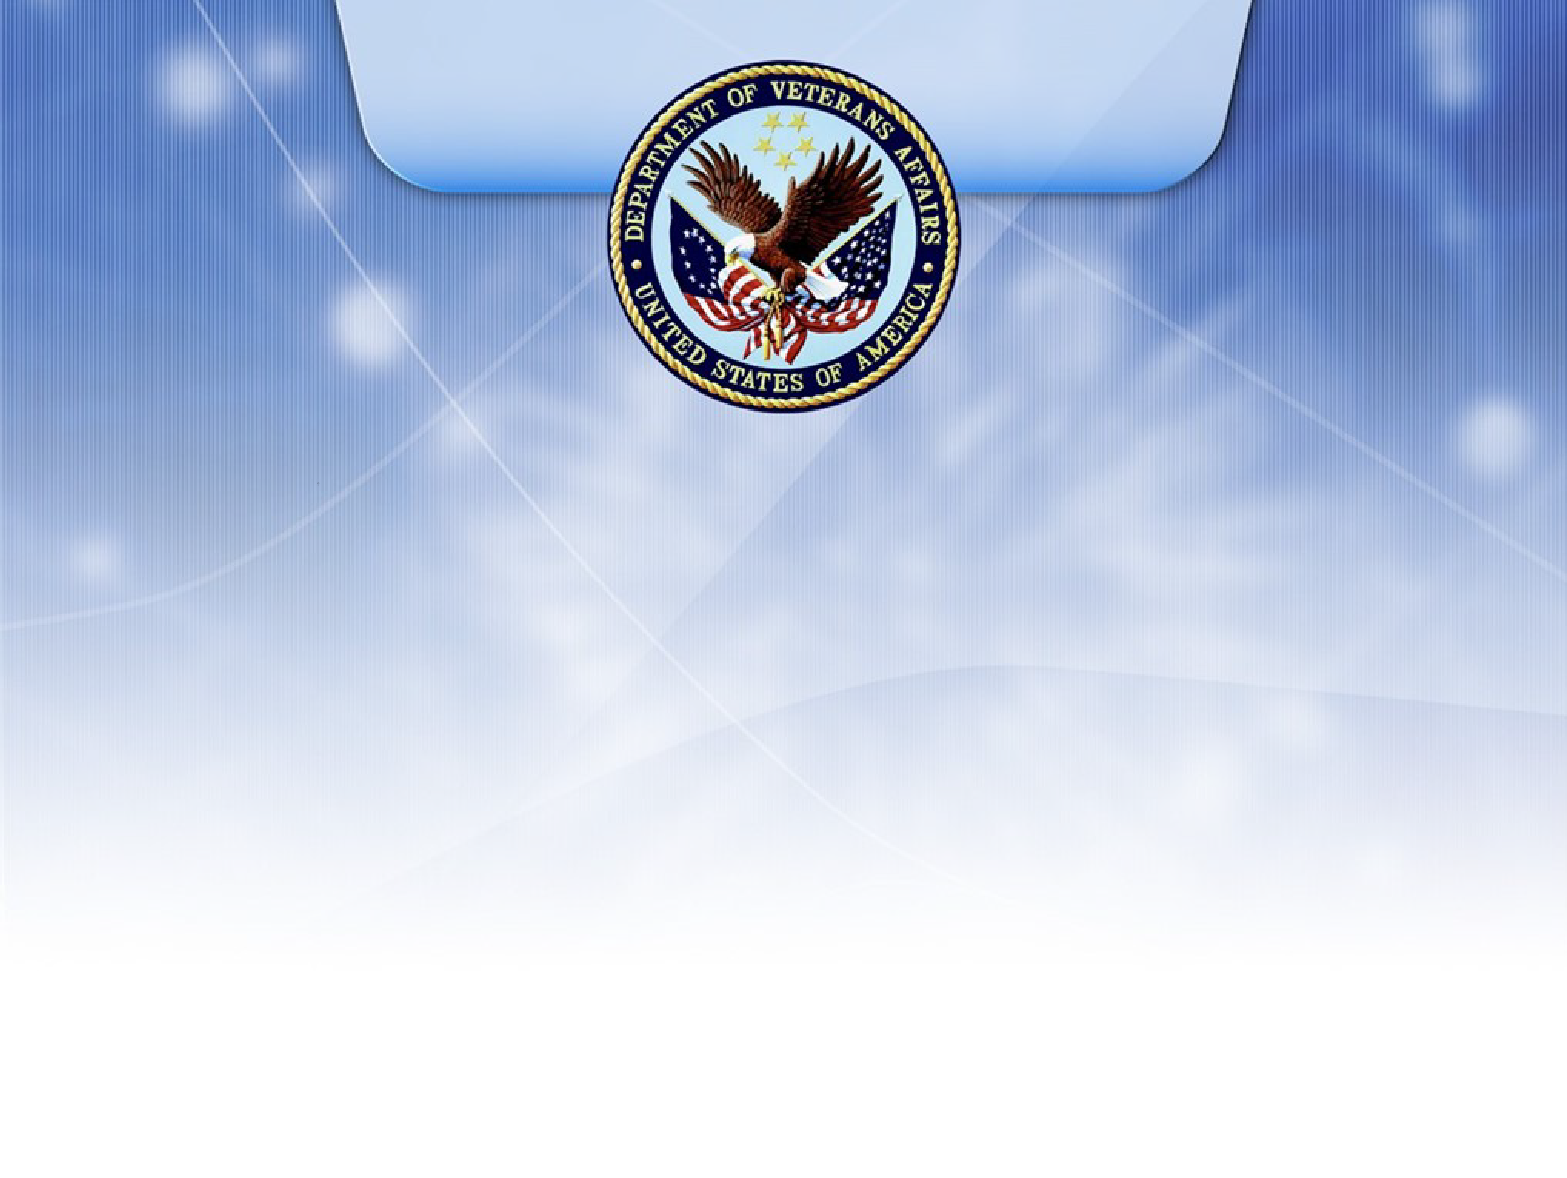 DEPARTMENT OF VETERANS AFFAIRS
UNITED STATES OF AMERICA